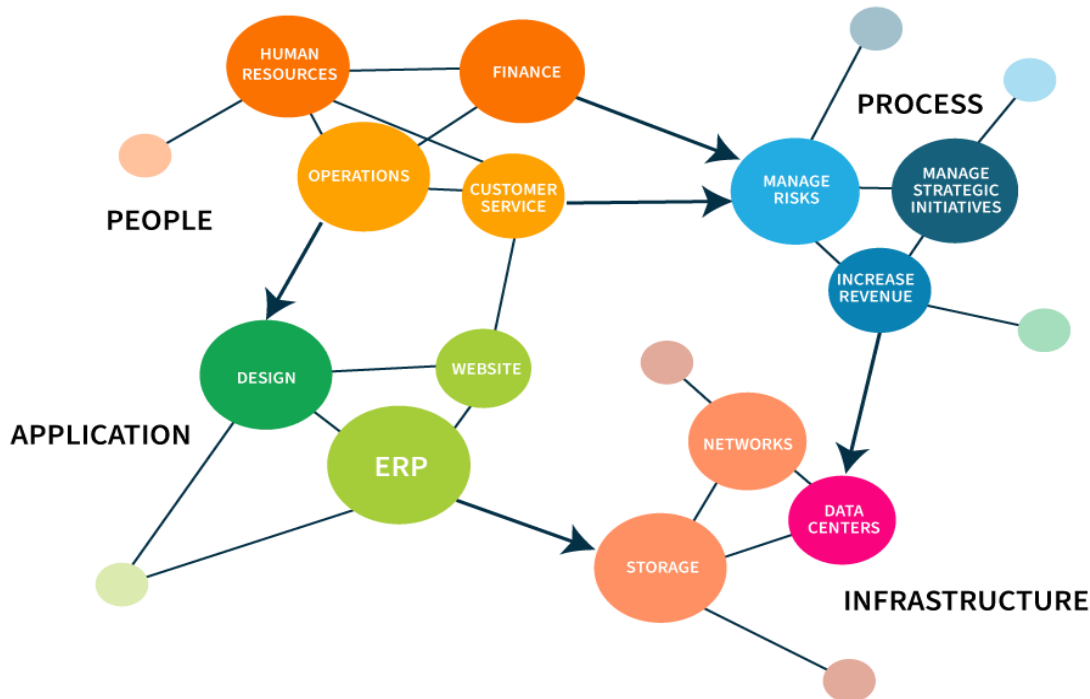 HUMAN
RESOURCES
FINANCE
PROCESS
OPERATIONS
CUSTOMER
SERVICE
MANAGE
RISKS
MANAGE
STRATEGIC
INITIATIVES
PEOPLE
INCREASE
REVENUE
DESIGN
WEBSITE
APPLICATION
ERP
NETWORKS
DATA
CENTERS
STORAGE
INFRASTRUCTURE